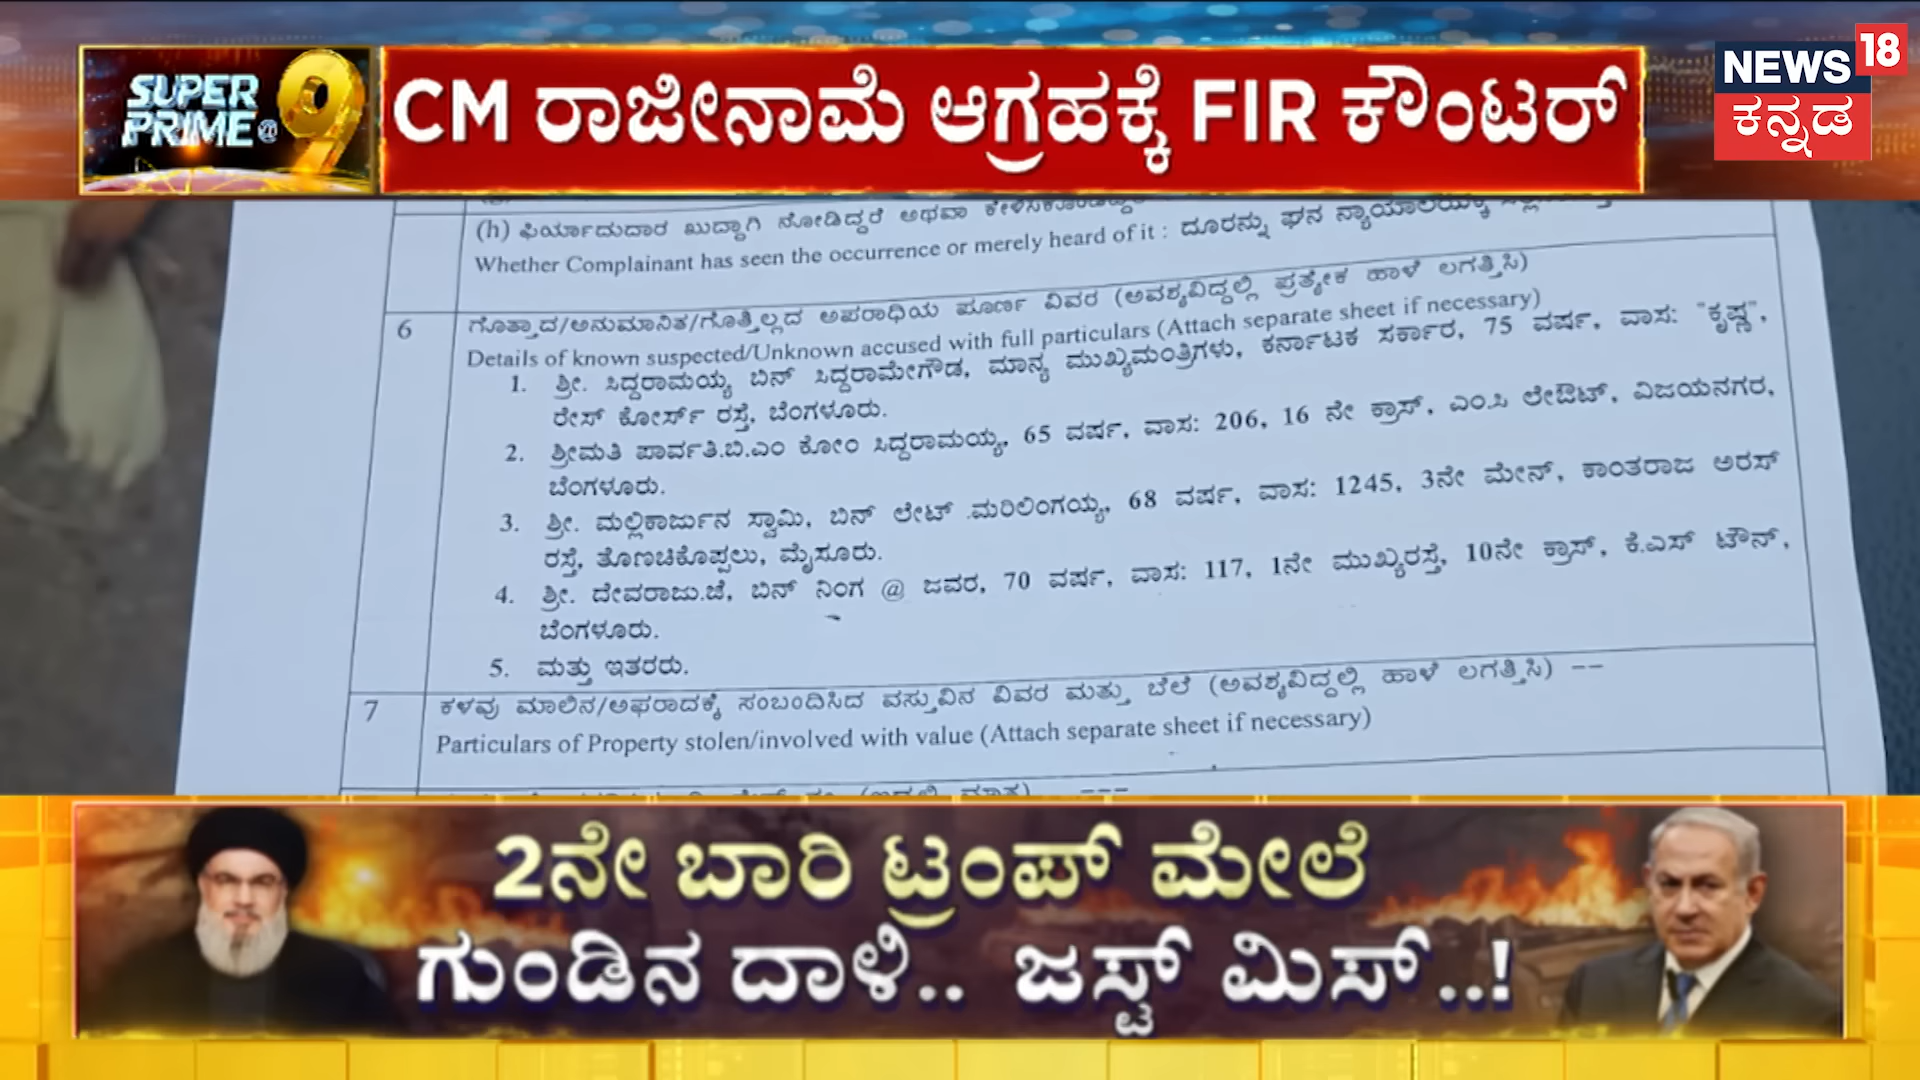 SUPER
PRIME@9
CM ರಾಜೀನಾಮೆ ಆಗ್ರಹಕ್ಕೆ FIR ಕೌಂಟರ್
NEWS18
ಕನ್ನಡ
(h) ಫಿರ್ಯಾದುದಾರ ಖುದ್ದಾಗಿ ನೋಡಿದ್ದರೆ ಅಥವಾ
Whether Complainant has seen the occurrence or merely heard of it : ದೂರನ್ನು ಘನ
6
ಗೊತ್ತಾದ/ಅನುಮಾನಿತ/ಗೊತ್ತಿಲ್ಲದ ಅಪರಾಧಿಯ ಪೂರ್ಣ ವಿವರ (ಅವಶ್ಯವಿದ್ದಲ್ಲಿ ಪ್ರತ್ಯೇಕ ಹಾಳೆ ಲಗತ್ತಿಸಿ)
Details of known suspected/Unknown accused with full particulars (Attach separate sheet if necessary)
1. ಶ್ರೀ. ಸಿದ್ದರಾಮಯ್ಯ ಬಿನ್ ಸಿದ್ದರಾಮೇಗೌಡ, ಮಾನ್ಯ ಮುಖ್ಯಮಂತ್ರಿಗಳು, ಕರ್ನಾಟಕ ಸರ್ಕಾರ, 75 ವರ್ಷ, ವಾಸ: "ಕೃಷ್ಣ",
ರೇಸ್ ಕೋರ್ಸ್ ರಸ್ತೆ, ಬೆಂಗಳೂರು.
2. ಶ್ರೀಮತಿ ಪಾರ್ವತಿ.ಬಿ.ಎಂ ಕೋಂ ಸಿದ್ದರಾಮಯ್ಯ, 65 ವರ್ಷ, ವಾಸ: 206, 16 ನೇ ಕ್ರಾಸ್, ಎಂ.ಸಿ ಲೇಔಟ್, ವಿಜಯನಗರ,
ಬೆಂಗಳೂರು.
3. ಶ್ರೀ. ಮಲ್ಲಿಕಾರ್ಜುನ ಸ್ವಾಮಿ, ಬಿನ್ ಲೇಟ್ ಮರಿಲಿಂಗಯ್ಯ, 68 ವರ್ಷ, ವಾಸ: 1245, 3ನೇ ಮೇನ್, ಕಾಂತರಾಜ ಅರಸ್
ರಸ್ತೆ, ತೊಣಚಿಕೊಪ್ಪಲು, ಮೈಸೂರು.
4. ಶ್ರೀ. ದೇವರಾಜು.ಜೆ, ಬಿನ್ ನಿಂಗ @ ಜವರ, 70 ವರ್ಷ, ವಾಸ: 117, 1ನೇ ಮುಖ್ಯರಸ್ತೆ, 10ನೇ ಕ್ರಾಸ್, ಕೆ.ಎಸ್ ಟೌನ್,
ಬೆಂಗಳೂರು.
5. ಮತ್ತು ಇತರರು.
7
ಕಳವು ಮಾಲಿನ/ಅಫರಾದಕ್ಕೆ ಸಂಬಂದಿಸಿದ ವಸ್ತುವಿನ ವಿವರ ಮತ್ತು ಬೆಲೆ (ಅವಶ್ಯವಿದ್ದಲ್ಲಿ ಹಾಳೆ ಲಗತ್ತಿಸಿ) --
Particulars of Property stolen/involved with value (Attach separate sheet if necessary)
2ನೇ ಬಾರಿ ಟ್ರಂಪ್ ಮೇಲೆ
ಗುಂಡಿನ ದಾಳಿ.. ಜಸ್ಟ್ ಮಿಸ್..!